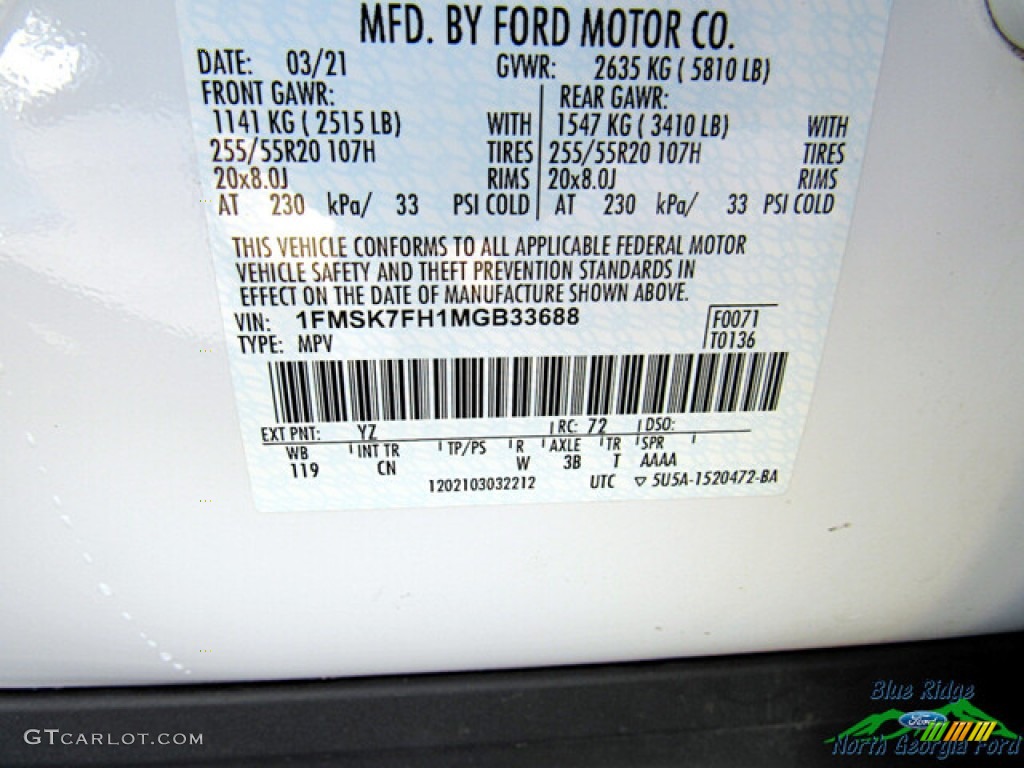 MFD. BY FORD MOTOR CO.
DATE: 03/21 GVWR: 2635 KG ( 5810 LB)
FRONT GAWR: REAR GAWR:
1141 KG ( 2515 LB) WITH 1547 KG ( 3410 LB) WITH
255/55R20 107H TIRES 255/55R20 107H TIRES
20x8.0J RIMS 20x8.0J RIMS
AT 230 kPa/ 33 PSI COLD AT 230 kPa/ 33 PSI COLD
THIS VEHICLE CONFORMS TO ALL APPLICABLE FEDERAL MOTOR
VEHICLE SAFETY AND THEFT PREVENTION STANDARDS IN
EFFECT ON THE DATE OF MANUFACTURE SHOWN ABOVE.
VIN: 1FMSK7FH1MGB33688 F0071
TYPE: MPV T0136
EXT PNT: YZ RC: 72 DSO:
WB INT TR TP/PS R AXLE TR SPR
119 CN W 3B T AAAA
1202103032212 UTC ▽ 5U5A-1520472-BA
Blue Ridge
Ford
North Georgia Ford
GTCARLOT.COM